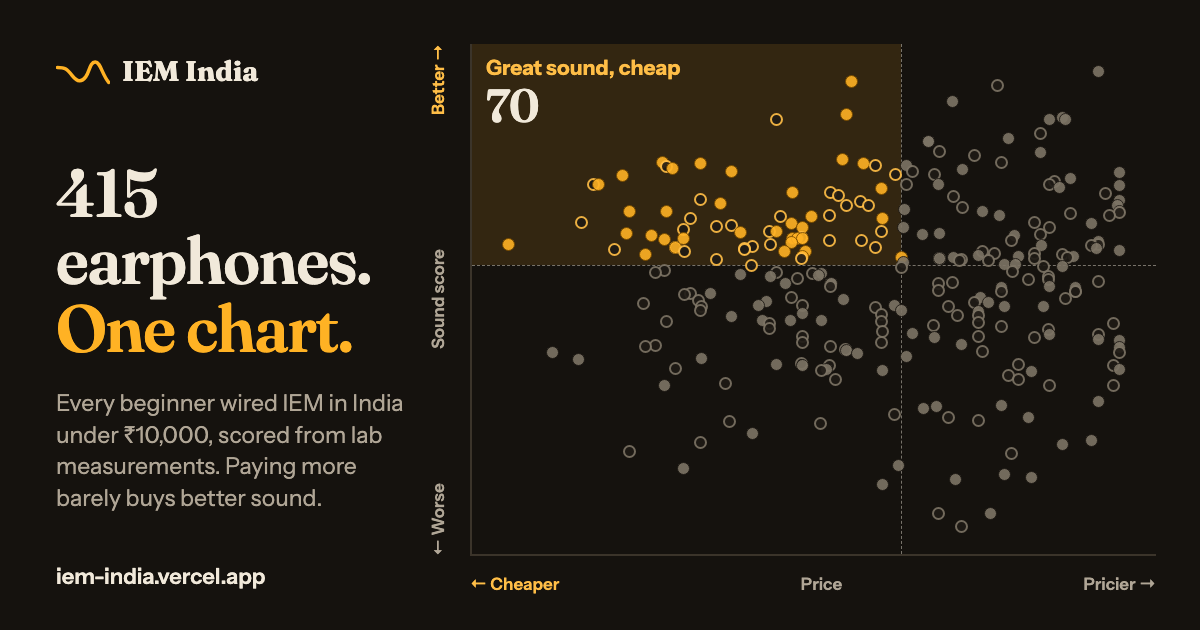 IEM India
415
earphones.
One chart.
Every beginner wired IEM in India
under ₹10,000, scored from lab
measurements. Paying more
barely buys better sound.
iem-india.vercel.app
Better →
Sound score
← Worse
Great sound, cheap
70
← Cheaper
Price
Pricier →